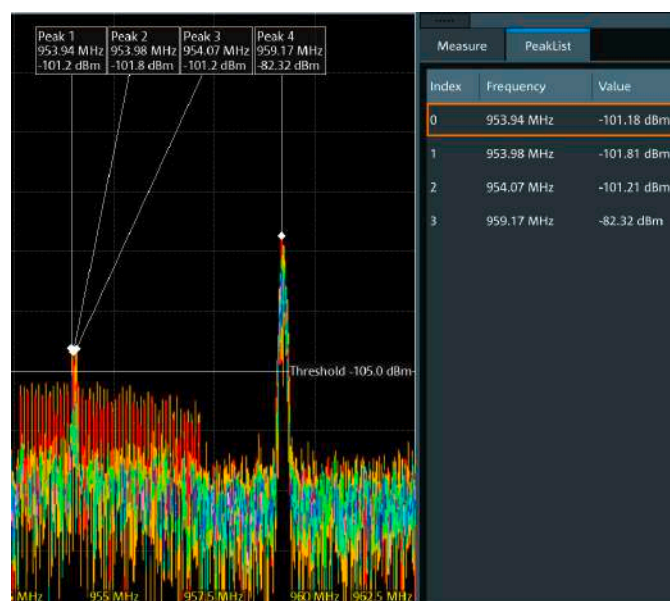 Peak 1
953.94 MHz
-101.2 dBm
Peak 2
953.98 MHz
-101.8 dBm
Peak 3
954.07 MHz
-101.2 dBm
Peak 4
959.17 MHz
-82.32 dBm
Threshold -105.0 dBm
MHz
955 MHz
957.5 MHz
960 MHz
962.5 MHz
Measure
PeakList
Index Frequency Value
0 953.94 MHz -101.18 dBm
1 953.98 MHz -101.81 dBm
2 954.07 MHz -101.21 dBm
3 959.17 MHz -82.32 dBm